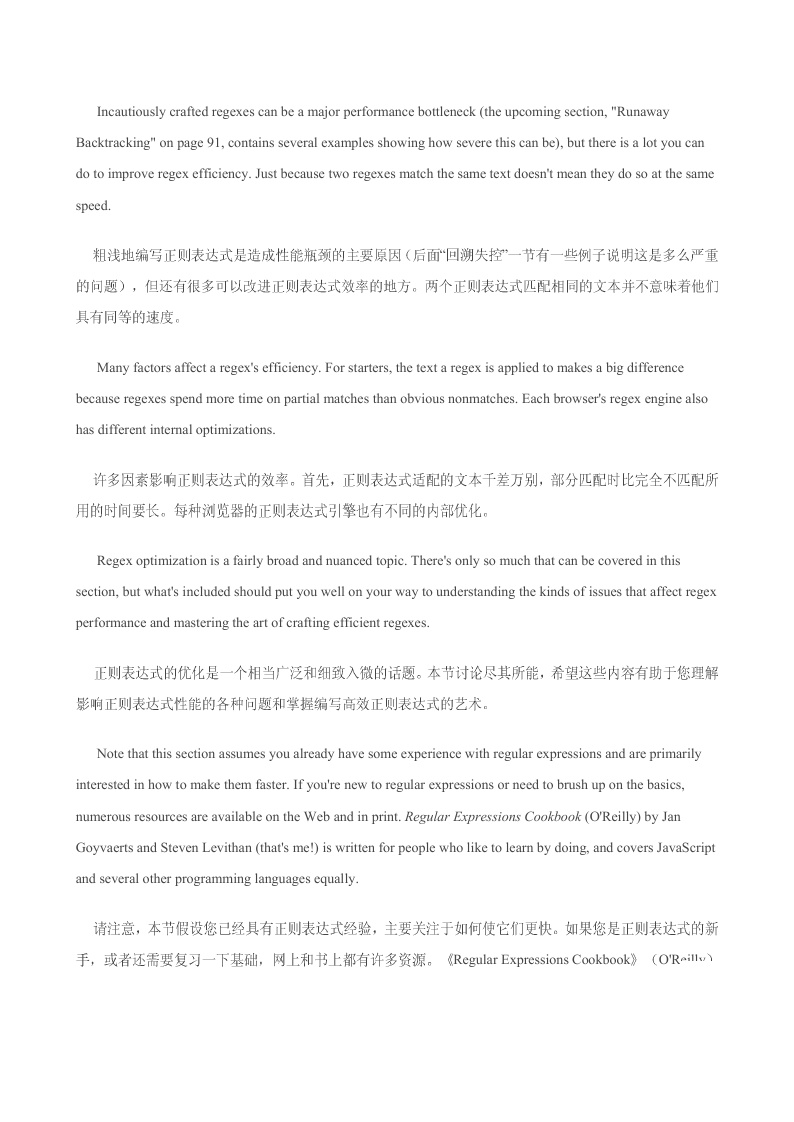 Incautiously crafted regexes can be a major performance bottleneck (the upcoming section, "Runaway
Backtracking" on page 91, contains several examples showing how severe this can be), but there is a lot you can
do to improve regex efficiency. Just because two regexes match the same text doesn't mean they do so at the same
speed.
粗浅地编写正则表达式是造成性能瓶颈的主要原因（后面“回溯失控”一节有一些例子说明这是多么严重
的问题），但还有很多可以改进正则表达式效率的地方。两个正则表达式匹配相同的文本并不意味着他们
具有同等的速度。
Many factors affect a regex's efficiency. For starters, the text a regex is applied to makes a big difference
because regexes spend more time on partial matches than obvious nonmatches. Each browser's regex engine also
has different internal optimizations.
许多因素影响正则表达式的效率。首先，正则表达式适配的文本千差万别，部分匹配时比完全不匹配所
用的时间要长。每种浏览器的正则表达式引擎也有不同的内部优化。
Regex optimization is a fairly broad and nuanced topic. There's only so much that can be covered in this
section, but what's included should put you well on your way to understanding the kinds of issues that affect regex
performance and mastering the art of crafting efficient regexes.
正则表达式的优化是一个相当广泛和细致入微的话题。本节讨论尽其所能，希望这些内容有助于您理解
影响正则表达式性能的各种问题和掌握编写高效正则表达式的艺术。
Note that this section assumes you already have some experience with regular expressions and are primarily
interested in how to make them faster. If you're new to regular expressions or need to brush up on the basics,
numerous resources are available on the Web and in print. Regular Expressions Cookbook (O'Reilly) by Jan
Goyvaerts and Steven Levithan (that's me!) is written for people who like to learn by doing, and covers JavaScript
and several other programming languages equally.
请注意，本节假设您已经具有正则表达式经验，主要关注于如何使它们更快。如果您是正则表达式的新
手，或者还需要复习一下基础，网上和书上都有许多资源。《Regular Expressions Cookbook》（O'Reilly）